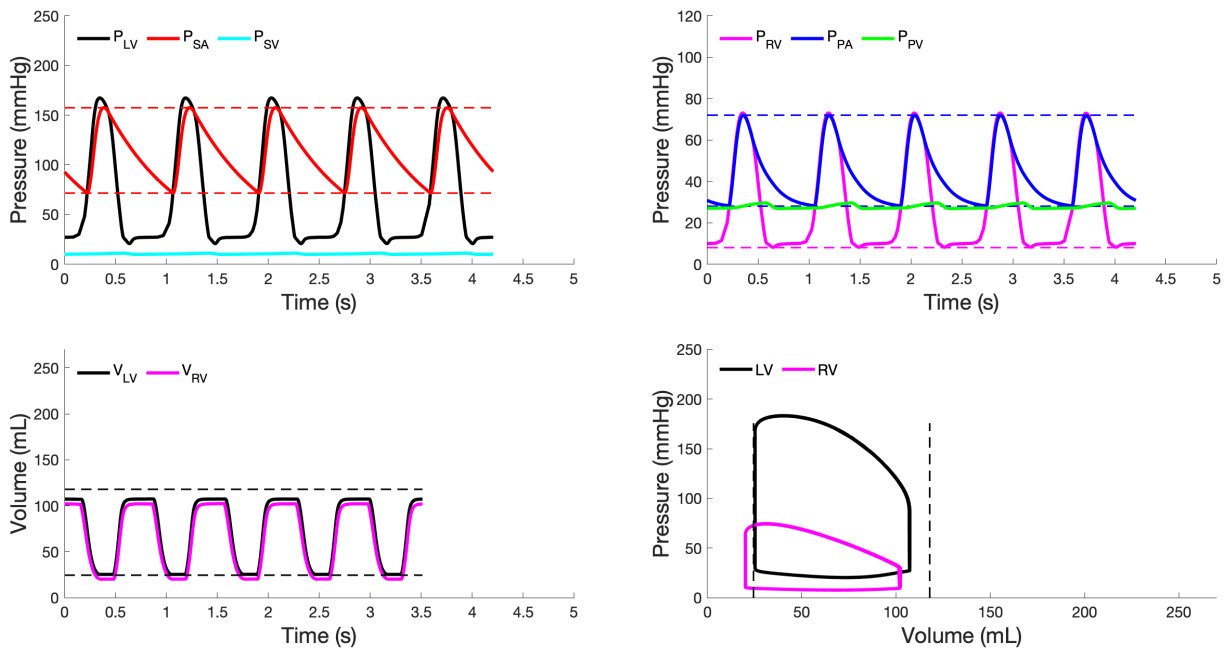 Pressure (mmHg)
250
200
150
100
50
0
P_LV P_SA P_SV
0 0.5 1 1.5 2 2.5 3 3.5 4 4.5 5
Time (s)
Pressure (mmHg)
120
100
80
60
40
20
0
P_RV P_PA P_PV
0 0.5 1 1.5 2 2.5 3 3.5 4 4.5 5
Time (s)
Volume (mL)
250
200
150
100
50
0
V_LV V_RV
0 0.5 1 1.5 2 2.5 3 3.5 4 4.5 5
Time (s)
Pressure (mmHg)
250
200
150
100
50
0
LV RV
0 50 100 150 200 250
Volume (mL)